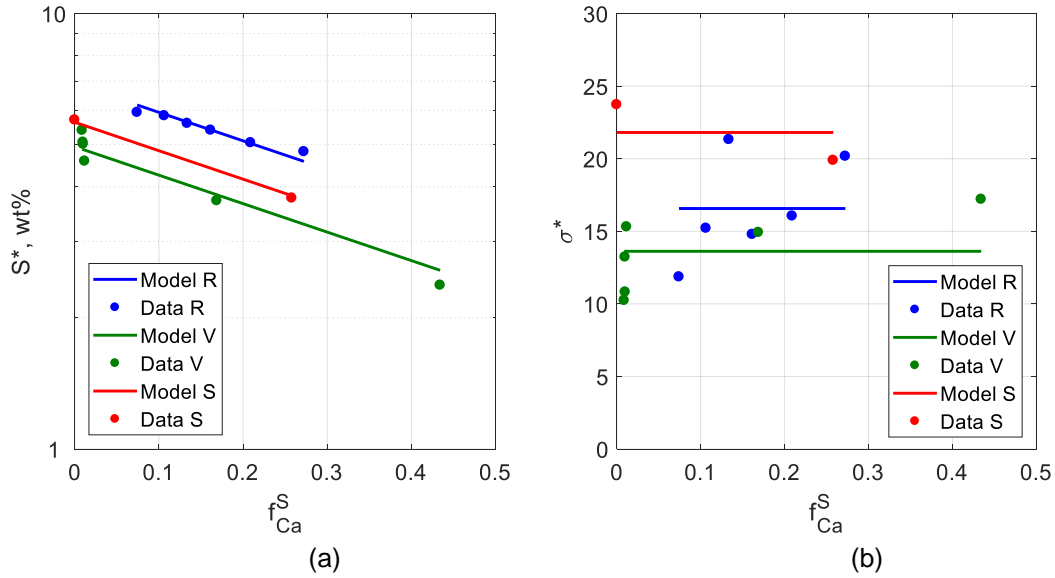 10
1
S*, wt%
0
0.1
0.2
0.3
0.4
0.5
f_Ca^S
Model R
Data R
Model V
Data V
Model S
Data S
(a)
30
25
20
15
10
5
0
σ*
0
0.1
0.2
0.3
0.4
0.5
f_Ca^S
Model R
Data R
Model V
Data V
Model S
Data S
(b)